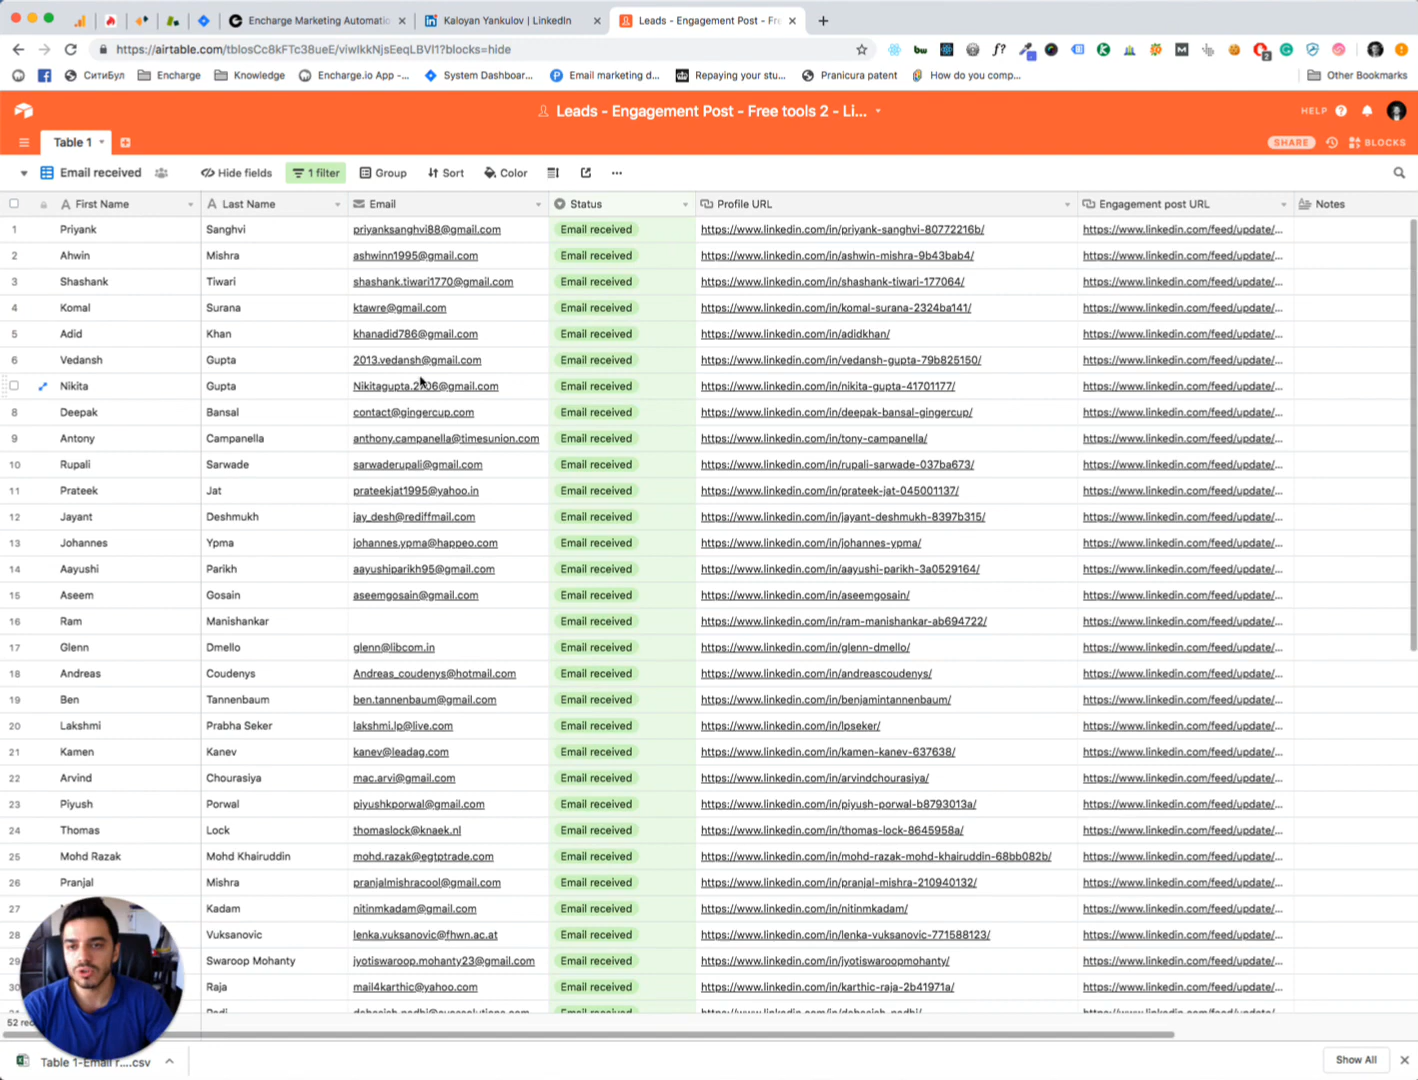 Encharge Marketing Automatio
Kaloyan Yankulov | LinkedIn
Leads - Engagement Post - Fre
https://airtable.com/tblosCc8kFTc38ueE/viwIkkNjsEeqLBVI1?blocks=hide
СитиБул
Encharge
Knowledge
Encharge.io App -...
System Dashboar...
Email marketing d...
Repaying your stu...
Pranicura patent
How do you comp...
Other Bookmarks
Leads - Engagement Post - Free tools 2 - Li...
HELP
Table 1
SHARE
BLOCKS
Email received
Hide fields
1 filter
Group
Sort
Color
First Name Last Name Email Status Profile URL Engagement post URL Notes
1 Priyank Sanghvi priyanksanghvi88@gmail.com Email received https://www.linkedin.com/in/priyank-sanghvi-80772216b/ https://www.linkedin.com/feed/update/...
2 Ahwin Mishra ashwinn1995@gmail.com Email received https://www.linkedin.com/in/ashwin-mishra-9b43bab4/ https://www.linkedin.com/feed/update/...
3 Shashank Tiwari shashank.tiwari1770@gmail.com Email received https://www.linkedin.com/in/shashank-tiwari-177064/ https://www.linkedin.com/feed/update/...
4 Komal Surana ktawre@gmail.com Email received https://www.linkedin.com/in/komal-surana-2324ba141/ https://www.linkedin.com/feed/update/...
5 Adid Khan khanadid786@gmail.com Email received https://www.linkedin.com/in/adidkhan/ https://www.linkedin.com/feed/update/...
6 Vedansh Gupta 2013.vedansh@gmail.com Email received https://www.linkedin.com/in/vedansh-gupta-79b825150/ https://www.linkedin.com/feed/update/...
Nikita Gupta Email received https://www.linkedin.com/in/nikita-gupta-41701177/ https://www.linkedin.com/feed/update/...
8 Deepak Bansal contact@gingercup.com Email received https://www.linkedin.com/in/deepak-bansal-gingercup/ https://www.linkedin.com/feed/update/...
9 Antony Campanella anthony.campanella@timesunion.com Email received https://www.linkedin.com/in/tony-campanella/ https://www.linkedin.com/feed/update/...
10 Rupali Sarwade sarwaderupali@gmail.com Email received https://www.linkedin.com/in/rupali-sarwade-037ba673/ https://www.linkedin.com/feed/update/...
11 Prateek Jat prateekjat1995@yahoo.in Email received https://www.linkedin.com/in/prateek-jat-045001137/ https://www.linkedin.com/feed/update/...
12 Jayant Deshmukh jay_desh@rediffmail.com Email received https://www.linkedin.com/in/jayant-deshmukh-8397b315/ https://www.linkedin.com/feed/update/...
13 Johannes Ypma johannes.ypma@happeo.com Email received https://www.linkedin.com/in/johannes-ypma/ https://www.linkedin.com/feed/update/...
14 Aayushi Parikh aayushiparikh95@gmail.com Email received https://www.linkedin.com/in/aayushi-parikh-3a0529164/ https://www.linkedin.com/feed/update/...
15 Aseem Gosain aseemgosain@gmail.com Email received https://www.linkedin.com/in/aseemgosain/ https://www.linkedin.com/feed/update/...
16 Ram Manishankar Email received https://www.linkedin.com/in/ram-manishankar-ab694722/ https://www.linkedin.com/feed/update/...
17 Glenn Dmello glenn@libcom.in Email received https://www.linkedin.com/in/glenn-dmello/ https://www.linkedin.com/feed/update/...
18 Andreas Coudenys Andreas_coudenys@hotmail.com Email received https://www.linkedin.com/in/andreascoudenys/ https://www.linkedin.com/feed/update/...
19 Ben Tannenbaum ben.tannenbaum@gmail.com Email received https://www.linkedin.com/in/benjamintannenbaum/ https://www.linkedin.com/feed/update/...
20 Lakshmi Prabha Seker lakshmi.lp@live.com Email received https://www.linkedin.com/in/lpseker/ https://www.linkedin.com/feed/update/...
21 Kamen Kanev kanev@leadag.com Email received https://www.linkedin.com/in/kamen-kanev-637638/ https://www.linkedin.com/feed/update/...
22 Arvind Chourasiya mac.arvi@gmail.com Email received https://www.linkedin.com/in/arvindchourasiya/ https://www.linkedin.com/feed/update/...
23 Piyush Porwal piyushkporwal@gmail.com Email received https://www.linkedin.com/in/piyush-porwal-b8793013a/ https://www.linkedin.com/feed/update/...
24 Thomas Lock thomaslock@knaek.nl Email received https://www.linkedin.com/in/thomas-lock-8645958a/ https://www.linkedin.com/feed/update/...
25 Mohd Razak Mohd Khairuddin mohd.razak@egtptrade.com Email received https://www.linkedin.com/in/mohd-razak-mohd-khairuddin-68bb082b/ https://www.linkedin.com/feed/update/...
26 Pranjal Mishra pranjalmishracool@gmail.com Email received https://www.linkedin.com/in/pranjal-mishra-210940132/ https://www.linkedin.com/feed/update/...
27 Kadam nitinmkadam@gmail.com Email received https://www.linkedin.com/in/nitinmkadam/ https://www.linkedin.com/feed/update/...
28 Vuksanovic lenka.vuksanovic@fhwn.ac.at Email received https://www.linkedin.com/in/lenka-vuksanovic-771588123/ https://www.linkedin.com/feed/update/...
29 Swaroop Mohanty jyotiswaroop.mohanty23@gmail.com Email received https://www.linkedin.com/in/jyotiswaroopmohanty/ https://www.linkedin.com/feed/update/...
30 Raja mail4karthic@yahoo.com Email received https://www.linkedin.com/in/karthic-raja-2b41971a/ https://www.linkedin.com/feed/update/...
52 rec
Table 1-Email r....csv
Show All